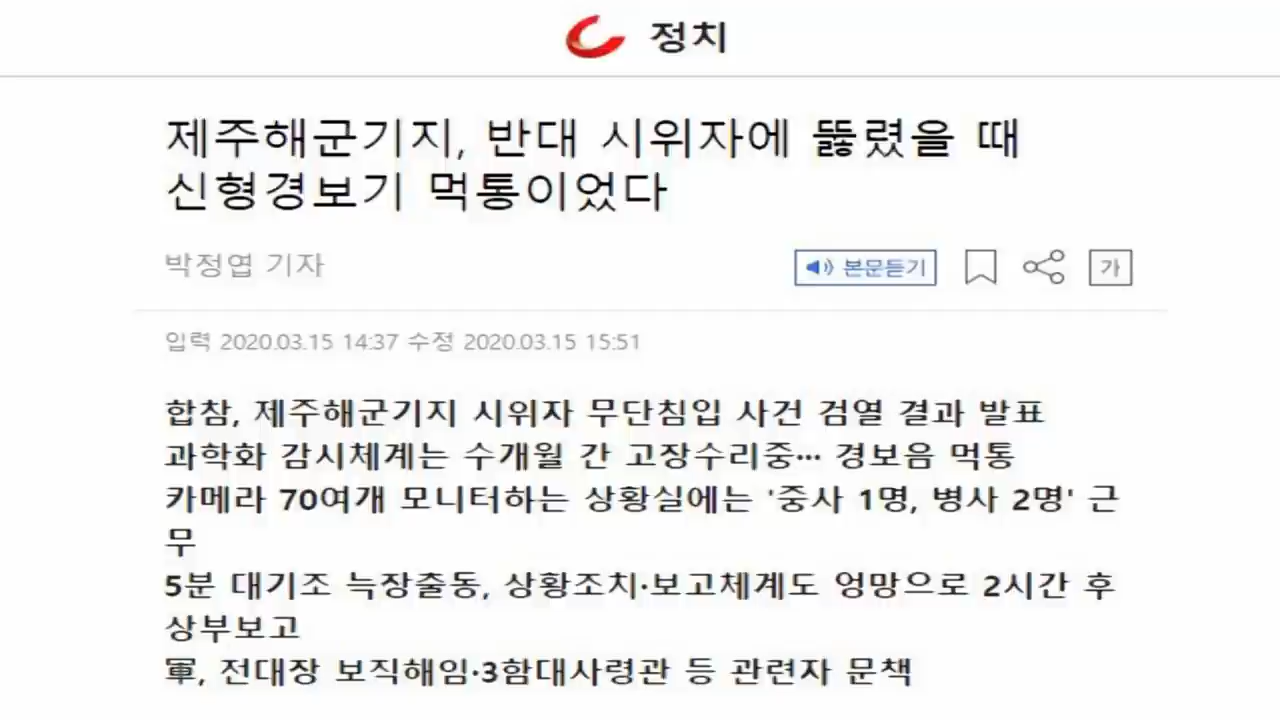 정치
제주해군기지, 반대 시위자에 뚫렸을 때
신형경보기 먹통이었다
박정엽 기자
본문듣기
가
입력 2020.03.15 14:37 수정 2020.03.15 15:51
합참, 제주해군기지 시위자 무단침입 사건 검열 결과 발표
과학화 감시체계는 수개월 간 고장수리중… 경보음 먹통
카메라 70여개 모니터하는 상황실에는 '중사 1명, 병사 2명' 근
무
5분 대기조 늑장출동, 상황조치·보고체계도 엉망으로 2시간 후
상부보고
軍, 전대장 보직해임·3함대사령관 등 관련자 문책